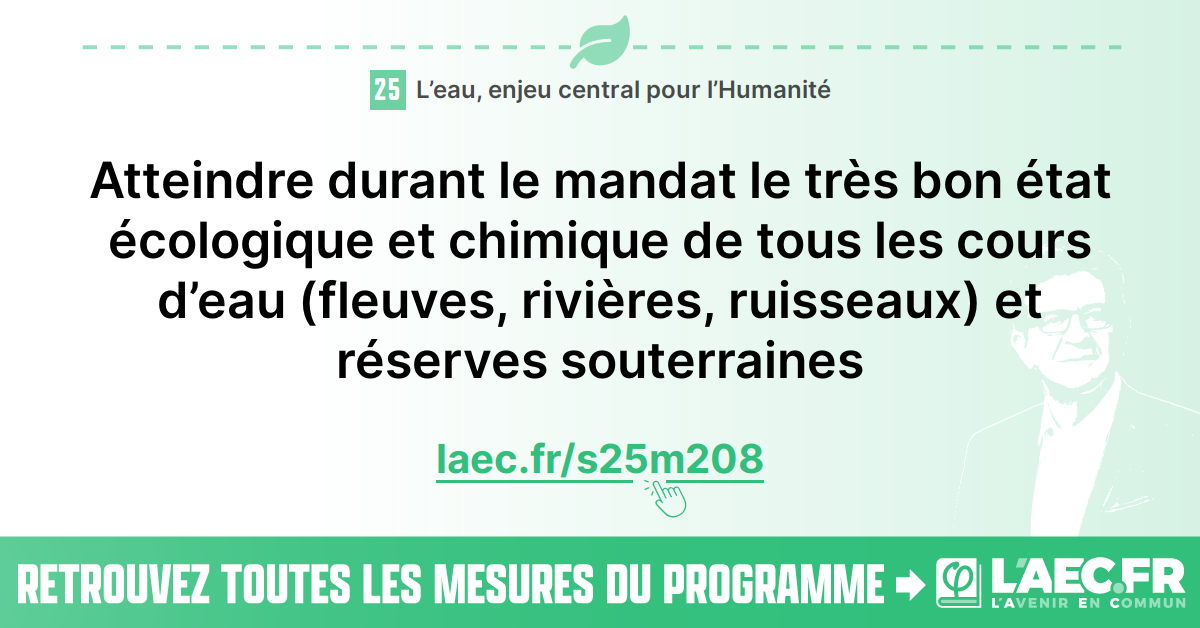 25 L’eau, enjeu central pour l’Humanité
Atteindre durant le mandat le très bon état
écologique et chimique de tous les cours
d’eau (fleuves, rivières, ruisseaux) et
réserves souterraines
laec.fr/s25m208
RETROUVEZ TOUTES LES MESURES DU PROGRAMME
φ L'AEC.FR
L'AVENIR EN COMMUN